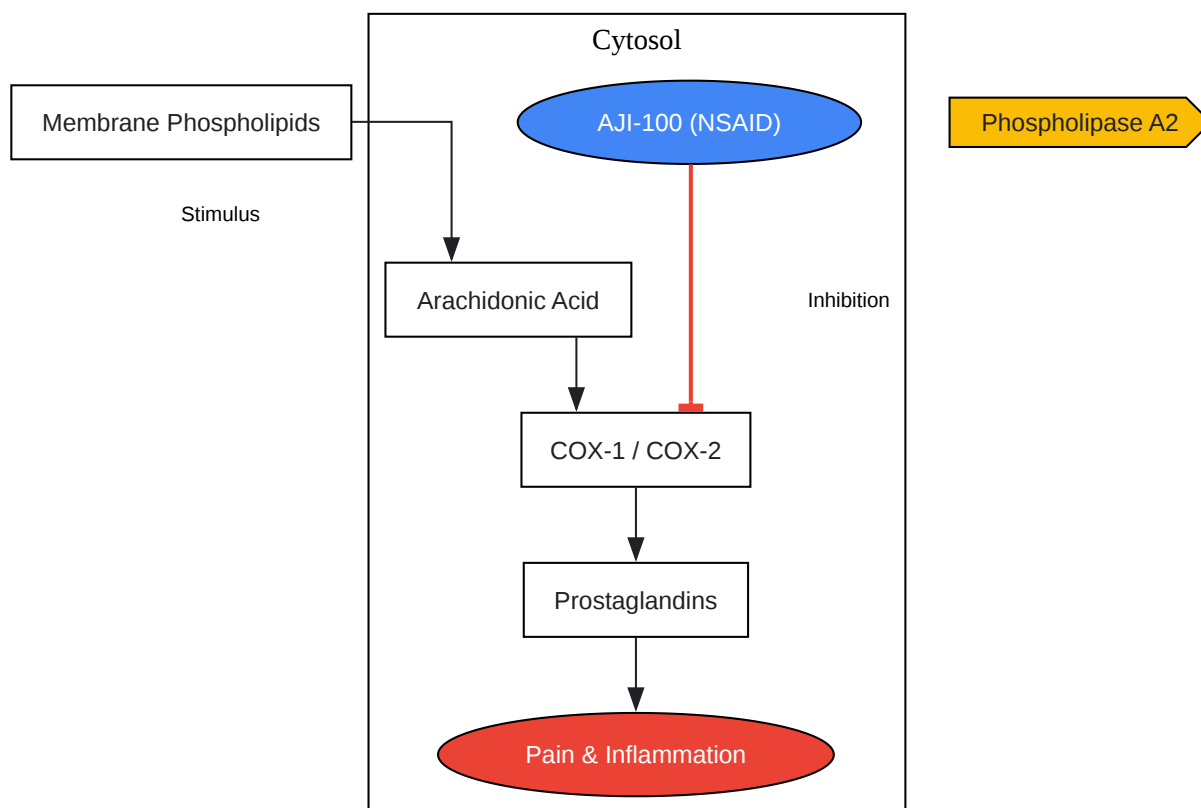 Cytosol
Membrane Phospholipids
AJI-100 (NSAID)
Phospholipase A2
Stimulus
Arachidonic Acid
Inhibition
COX-1 / COX-2
Prostaglandins
Pain & Inflammation